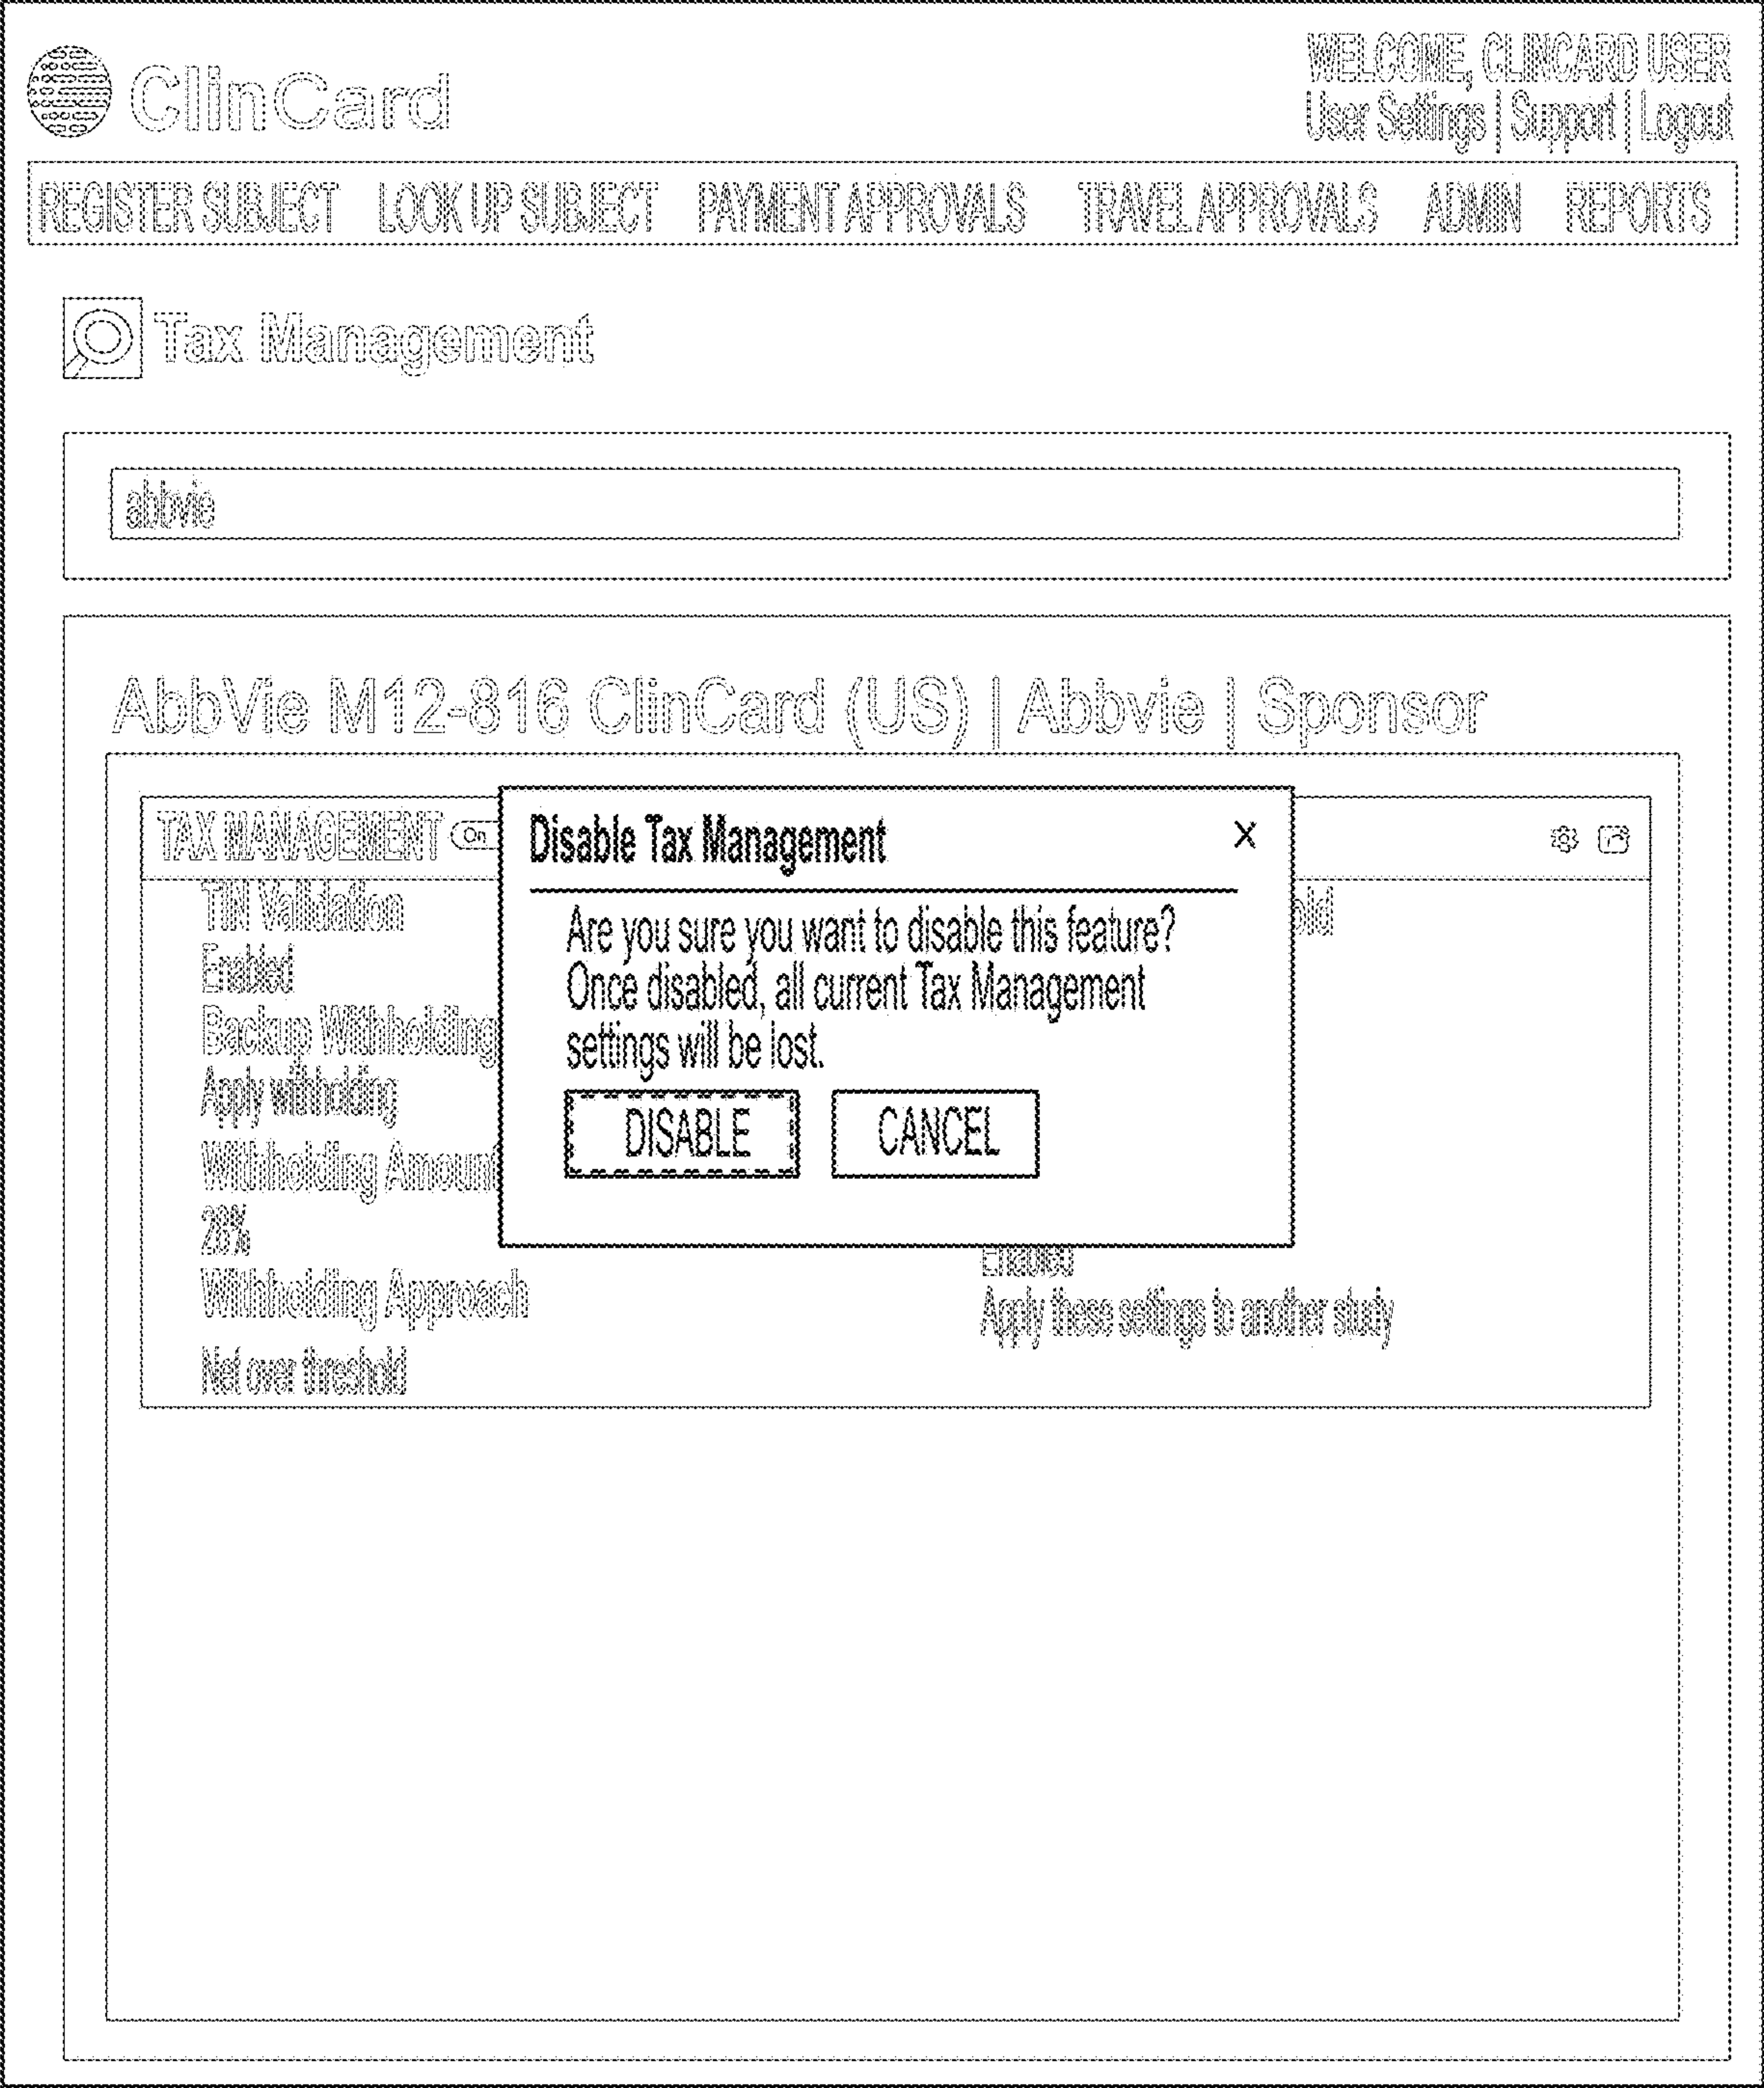 ClinCard
WELCOME, CLINCARD USER
User Settings | Support | Logout
REGISTER SUBJECT LOOK UP SUBJECT PAYMENT APPROVALS TRAVEL APPROVALS ADMIN REPORTS
Tax Management
abbvie
AbbVie M12-816 ClinCard (US) | Abbvie | Sponsor
TAX MANAGEMENT On
Disable Tax Management X
Are you sure you want to disable this feature?
Once disabled, all current Tax Management
settings will be lost.
DISABLE CANCEL
TIN Validation
Enabled
Backup Withholding
Apply withholding
Withholding Amount
28%
Withholding Approach
Net over threshold
old
Enabled
Apply these settings to another study